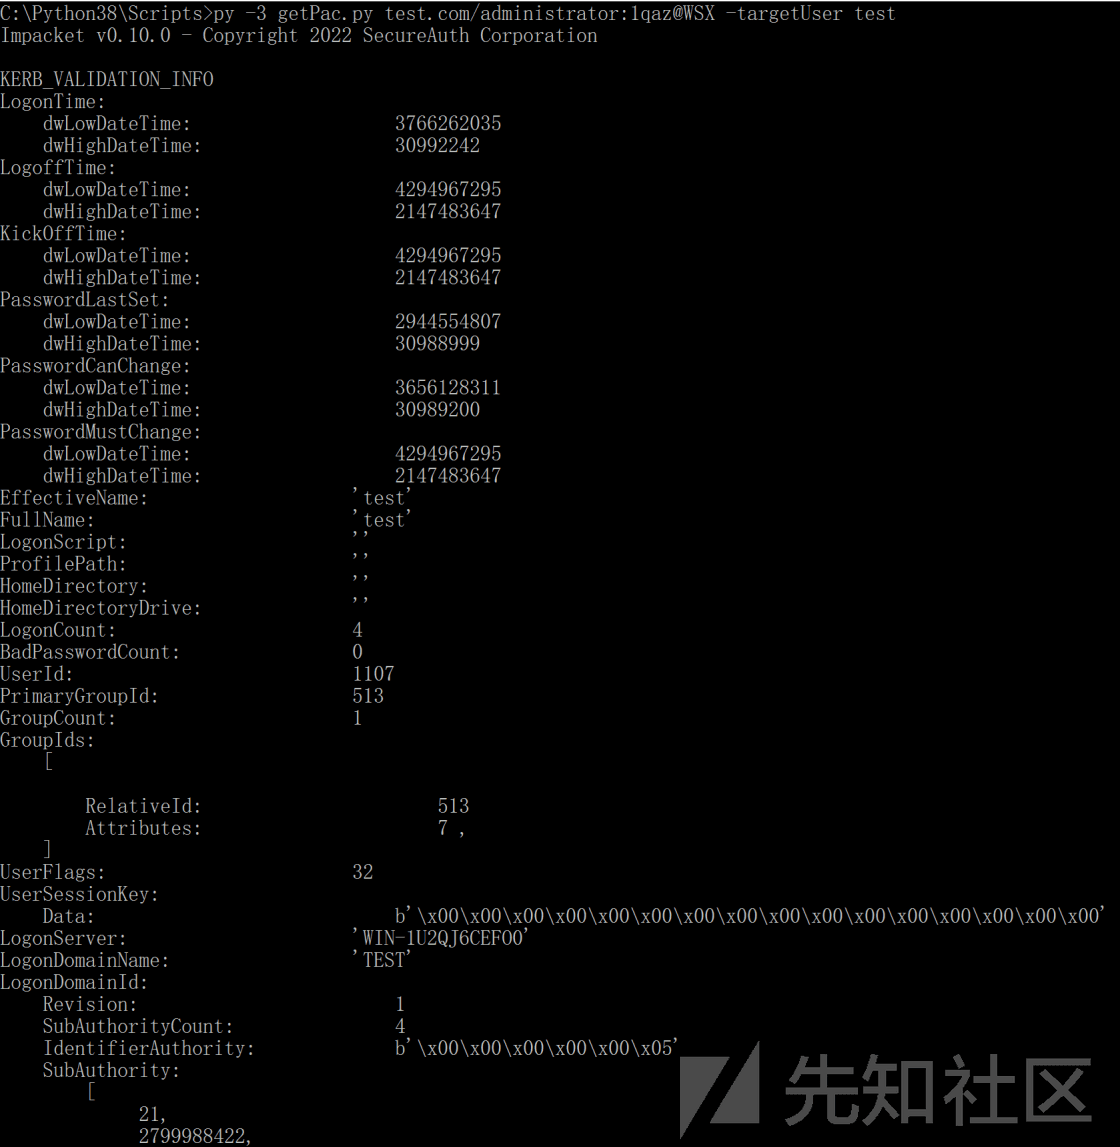 C:\Python38\Scripts>py -3 getPac.py test.com/administrator:1qaz@WSX -targetUser test
Impacket v0.10.0 - Copyright 2022 SecureAuth Corporation
KERB_VALIDATION_INFO
LogonTime:
dwLowDateTime: 3766262035
dwHighDateTime: 30992242
LogoffTime:
dwLowDateTime: 4294967295
dwHighDateTime: 2147483647
KickOffTime:
dwLowDateTime: 4294967295
dwHighDateTime: 2147483647
PasswordLastSet:
dwLowDateTime: 2944554807
dwHighDateTime: 30988999
PasswordCanChange:
dwLowDateTime: 3656128311
dwHighDateTime: 30989200
PasswordMustChange:
dwLowDateTime: 4294967295
dwHighDateTime: 2147483647
EffectiveName: 'test'
FullName: 'test'
LogonScript: ''
ProfilePath: ''
HomeDirectory: ''
HomeDirectoryDrive: ''
LogonCount: 4
BadPasswordCount: 0
UserId: 1107
PrimaryGroupId: 513
GroupCount: 1
GroupIds:
[
RelativeId: 513
Attributes: 7 ,
]
UserFlags: 32
UserSessionKey:
Data: b'\x00\x00\x00\x00\x00\x00\x00\x00\x00\x00\x00\x00\x00\x00\x00\x00'
LogonServer: 'WIN-1U2QJ6CEFO0'
LogonDomainName: 'TEST'
LogonDomainId:
Revision: 1
SubAuthorityCount: 4
IdentifierAuthority: b'\x00\x00\x00\x00\x00\x05'
SubAuthority:
[
21,
2799988422,
先知社区